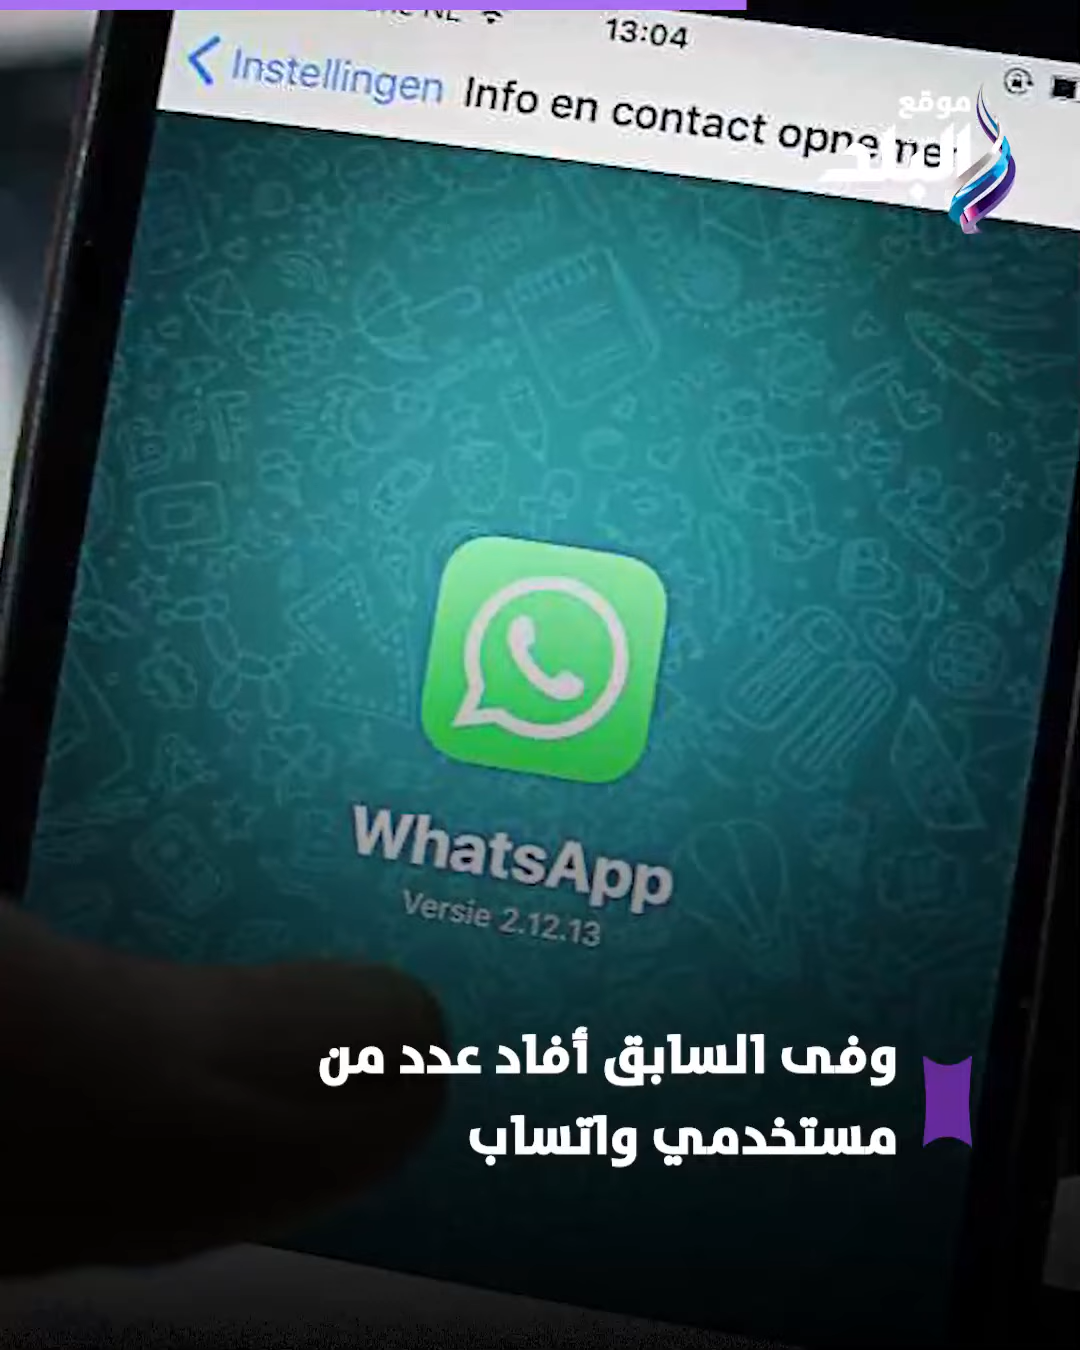 13:04
Instellingen Info en contact opnemen
موقع
البلد
WhatsApp
Versie 2.12.13
وفى السابق أفاد عدد من
مستخدمي واتساب